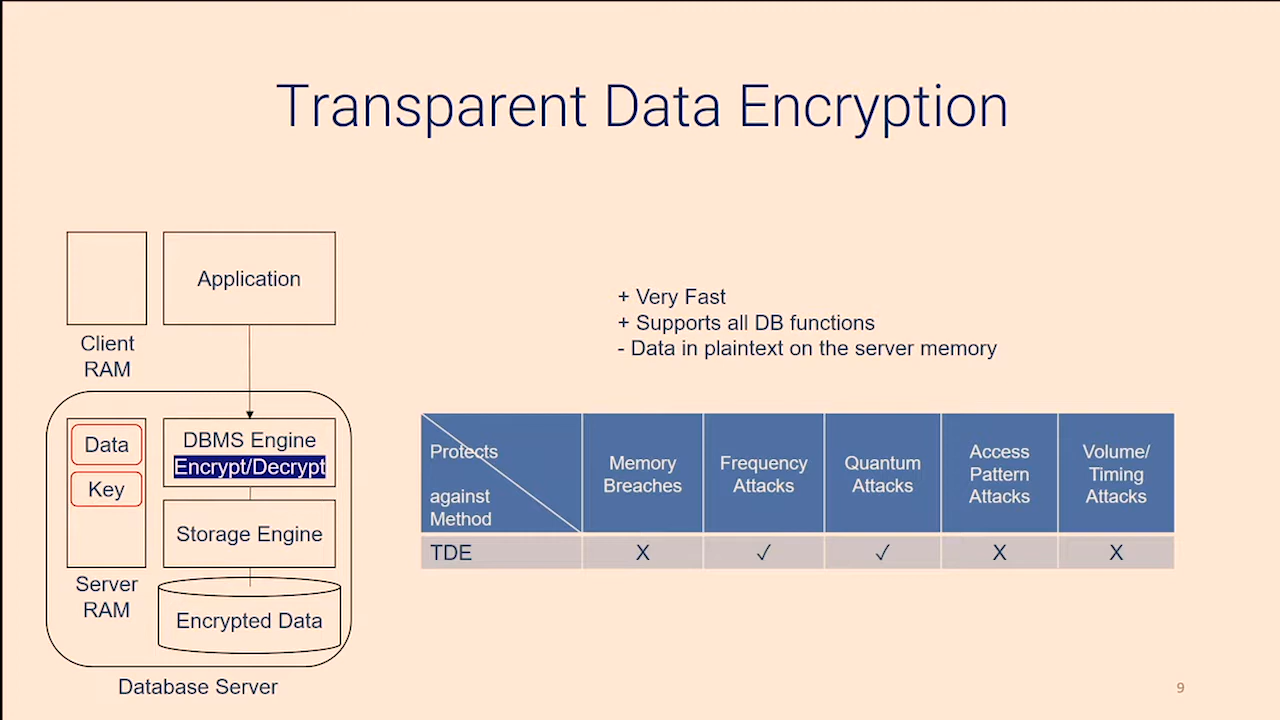 Transparent Data Encryption
Application
Client
RAM
Data
Key
DBMS Engine
Encrypt/Decrypt
Storage Engine
Server
RAM
Encrypted Data
Database Server
+ Very Fast
+ Supports all DB functions
- Data in plaintext on the server memory
Protects
against
Method
Memory
Breaches
Frequency
Attacks
Quantum
Attacks
Access
Pattern
Attacks
Volume/
Timing
Attacks
TDE X ✓ ✓ X X
9